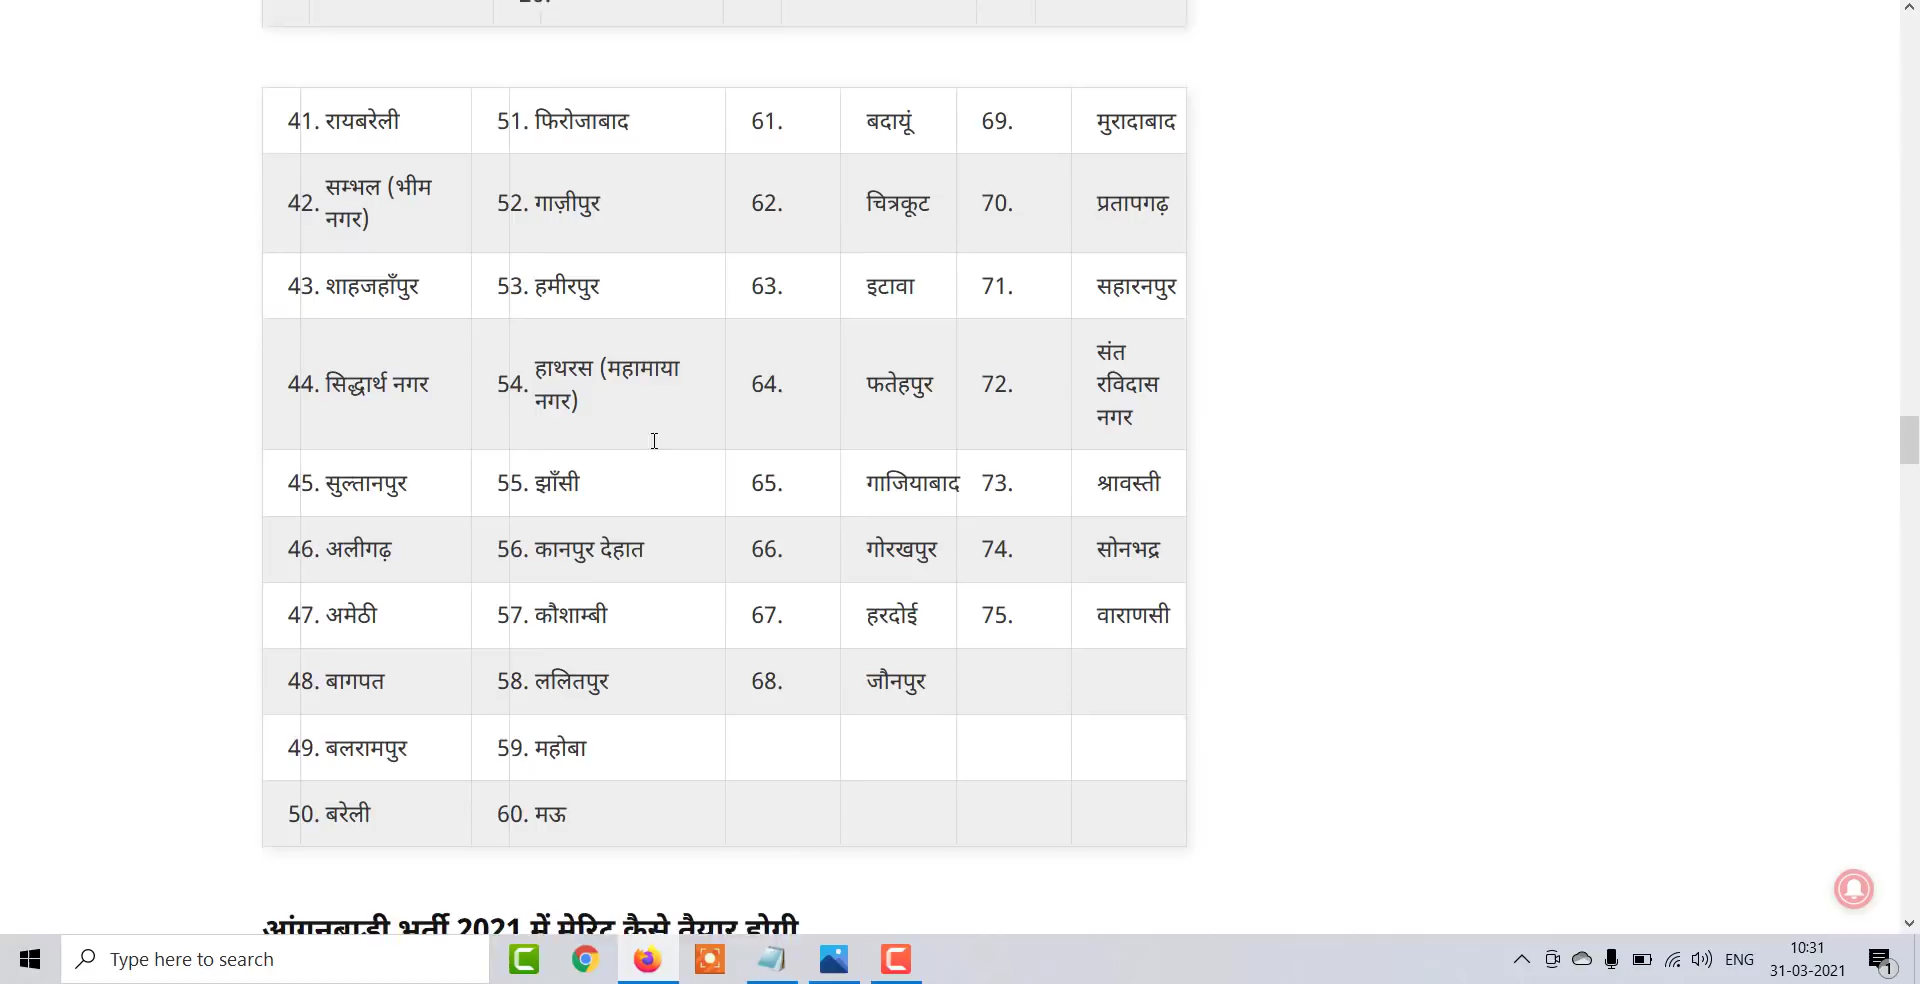 41. रायबरेली 51. फिरोजाबाद 61. बदायूं 69. मुरादाबाद
42. सम्भल (भीम नगर) 52. गाज़ीपुर 62. चित्रकूट 70. प्रतापगढ़
43. शाहजहाँपुर 53. हमीरपुर 63. इटावा 71. सहारनपुर
44. सिद्धार्थ नगर 54. हाथरस (महामाया नगर) 64. फतेहपुर 72. संत रविदास नगर
45. सुल्तानपुर 55. झाँसी 65. गाजियाबाद 73. श्रावस्ती
46. अलीगढ़ 56. कानपुर देहात 66. गोरखपुर 74. सोनभद्र
47. अमेठी 57. कौशाम्बी 67. हरदोई 75. वाराणसी
48. बागपत 58. ललितपुर 68. जौनपुर
49. बलरामपुर 59. महोबा
50. बरेली 60. मऊ
आंगनबाड़ी भर्ती 2021 में मेरिट कैसे तैयार होगी
Type here to search
ENG
10:31
31-03-2021
1